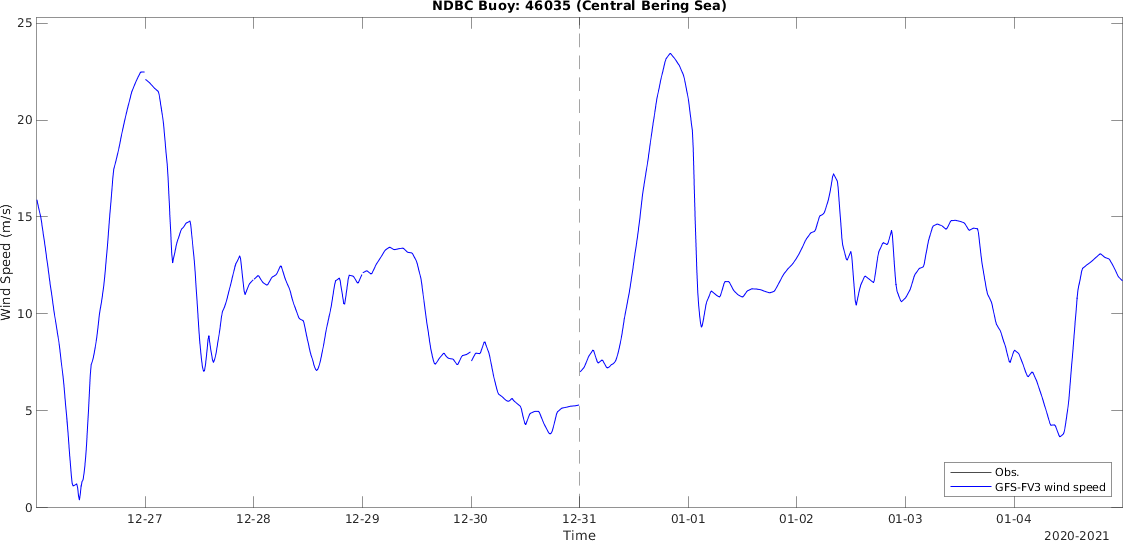 NDBC Buoy: 46035 (Central Bering Sea)
25
20
15
10
5
0
Wind Speed (m/s)
12-27 12-28 12-29 12-30 12-31 01-01 01-02 01-03 01-04
Time
2020-2021
Obs.
GFS-FV3 wind speed